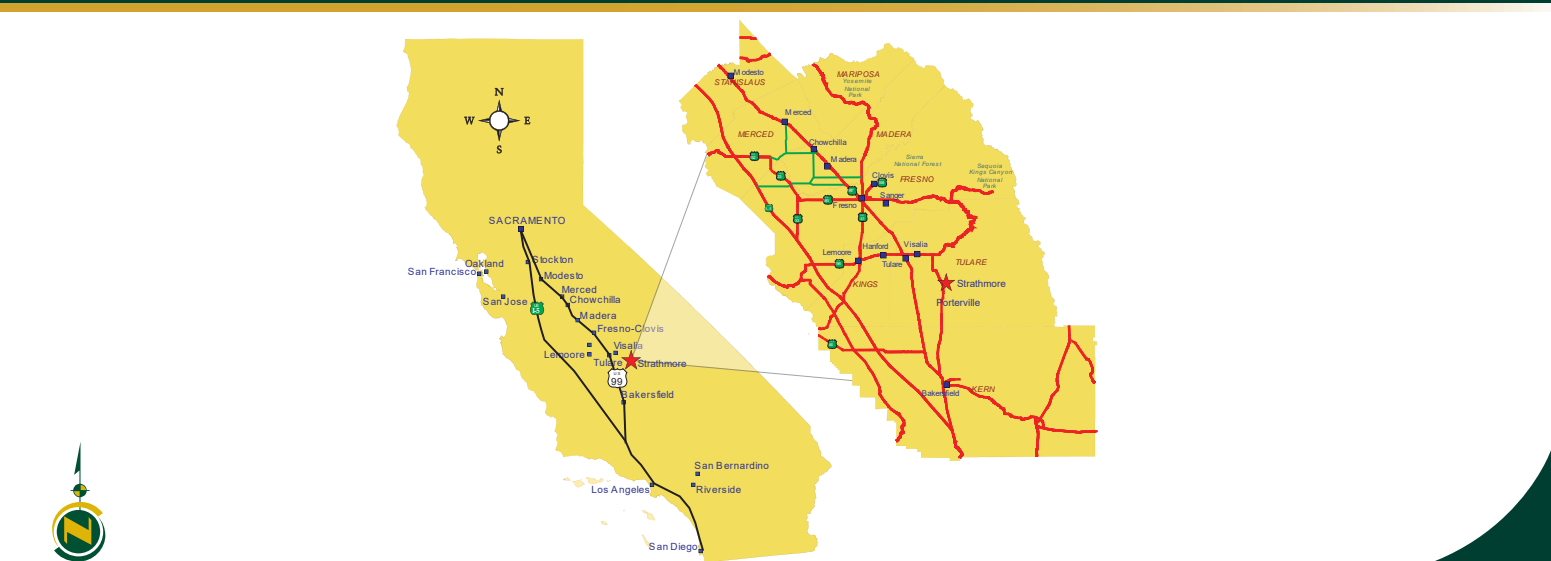 N
W E
S
SACRAMENTO
Oakland
San Francisco
Stockton
Modesto
San Jose
Merced
Chowchilla
I-5
Madera
Fresno-Clovis
Visalia
Lemoore
Tulare
Strathmore
US
99
Bakersfield
San Bernardino
Los Angeles
Riverside
San Diego
Modesto
STANISLAUS
MARIPOSA
Yosemite
National
Park
Merced
MERCED
MADERA
Chowchilla
Madera
Sierra
National Forest
Sequoia
Kings Canyon
National
Park
Clovis
FRESNO
Sanger
Fresno
Lemoore
Hanford
Visalia
Tulare
TULARE
KINGS
Strathmore
Porterville
Bakersfield
KERN
N